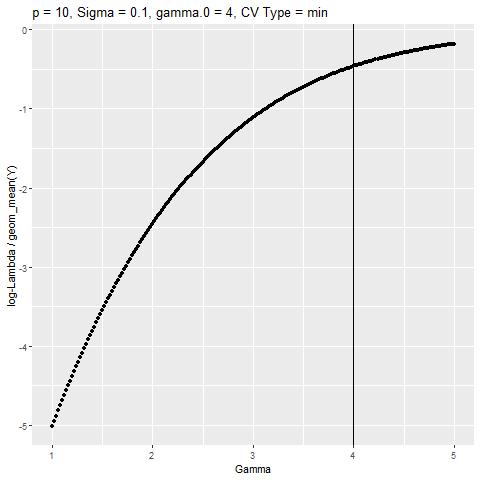 p = 10, Sigma = 0.1, gamma.0 = 4, CV Type = min
log-Lambda / geom_mean(Y)
0
-1
-2
-3
-4
-5
1 2 3 4 5
Gamma